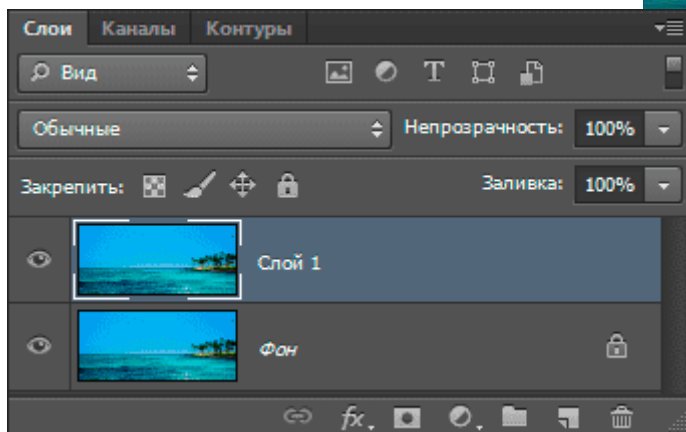 Слои Каналы Контуры
Вид
Обычные Непрозрачность: 100%
Закрепить: Заливка: 100%
Слой 1
Фон
fx.